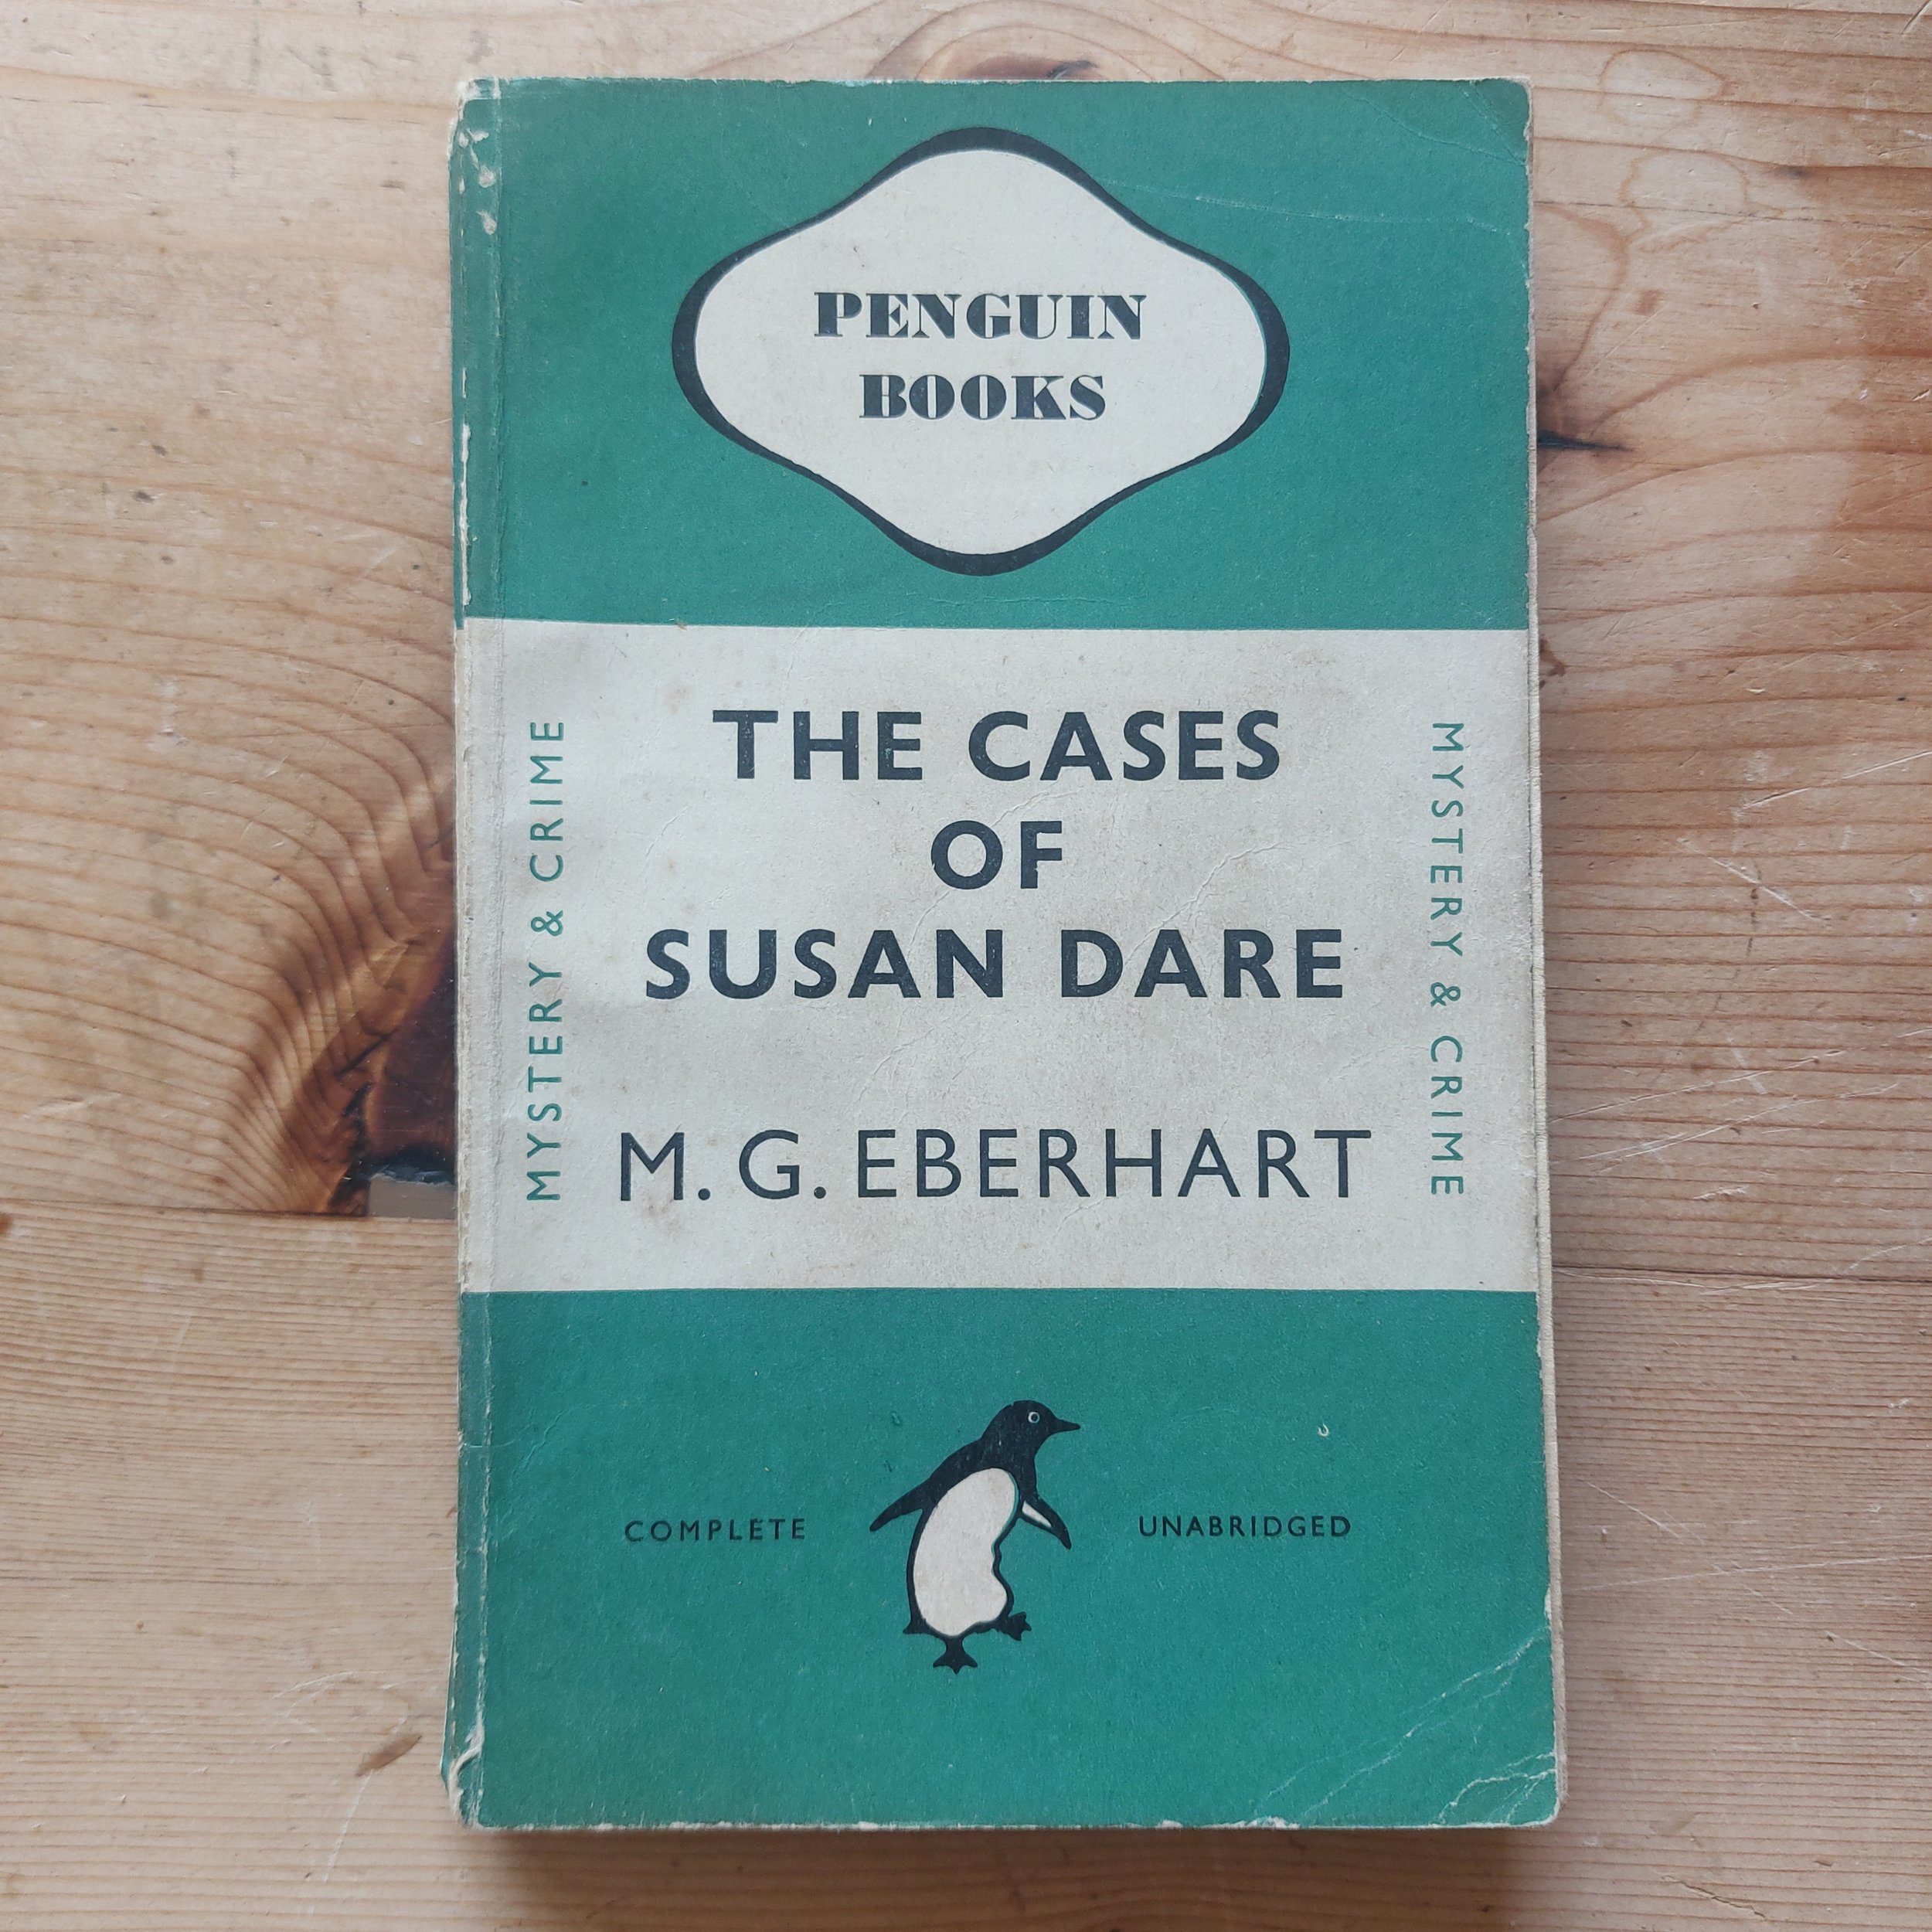 PENGUIN
BOOKS
MYSTERY & CRIME
THE CASES
OF
SUSAN DARE
M. G. EBERHART
MYSTERY & CRIME
COMPLETE
UNABRIDGED